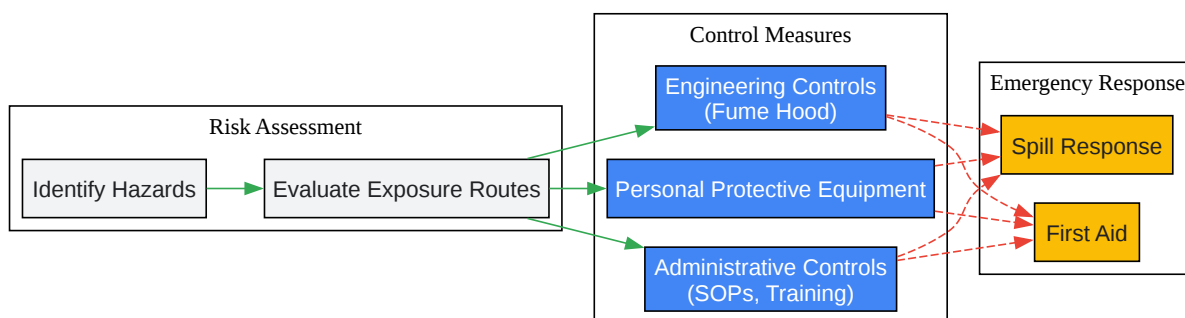 Risk Assessment
Identify Hazards
Evaluate Exposure Routes
Control Measures
Engineering Controls
(Fume Hood)
Personal Protective Equipment
Administrative Controls
(SOPs, Training)
Emergency Response
Spill Response
First Aid